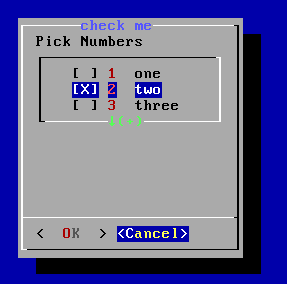 check me
Pick Numbers
[ ] 1 one
[X] 2 two
[ ] 3 three
↓(+)
< OK > <Cancel>